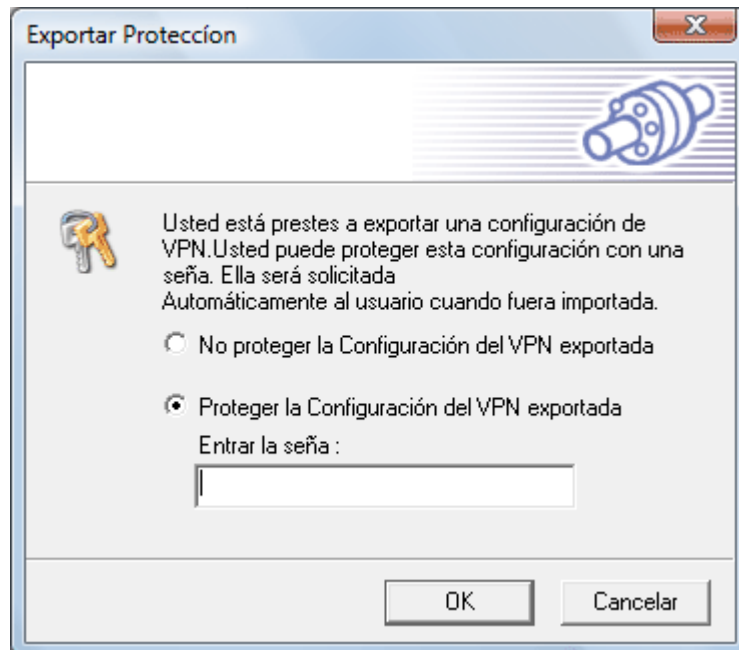 Exportar Proteccíon
Usted está prestes a exportar una configuración de
VPN.Usted puede proteger esta configuración con una
seña. Ella será solicitada
Automáticamente al usuario cuando fuera importada.
No proteger la Configuración del VPN exportada
Proteger la Configuración del VPN exportada
Entrar la seña :
OK
Cancelar